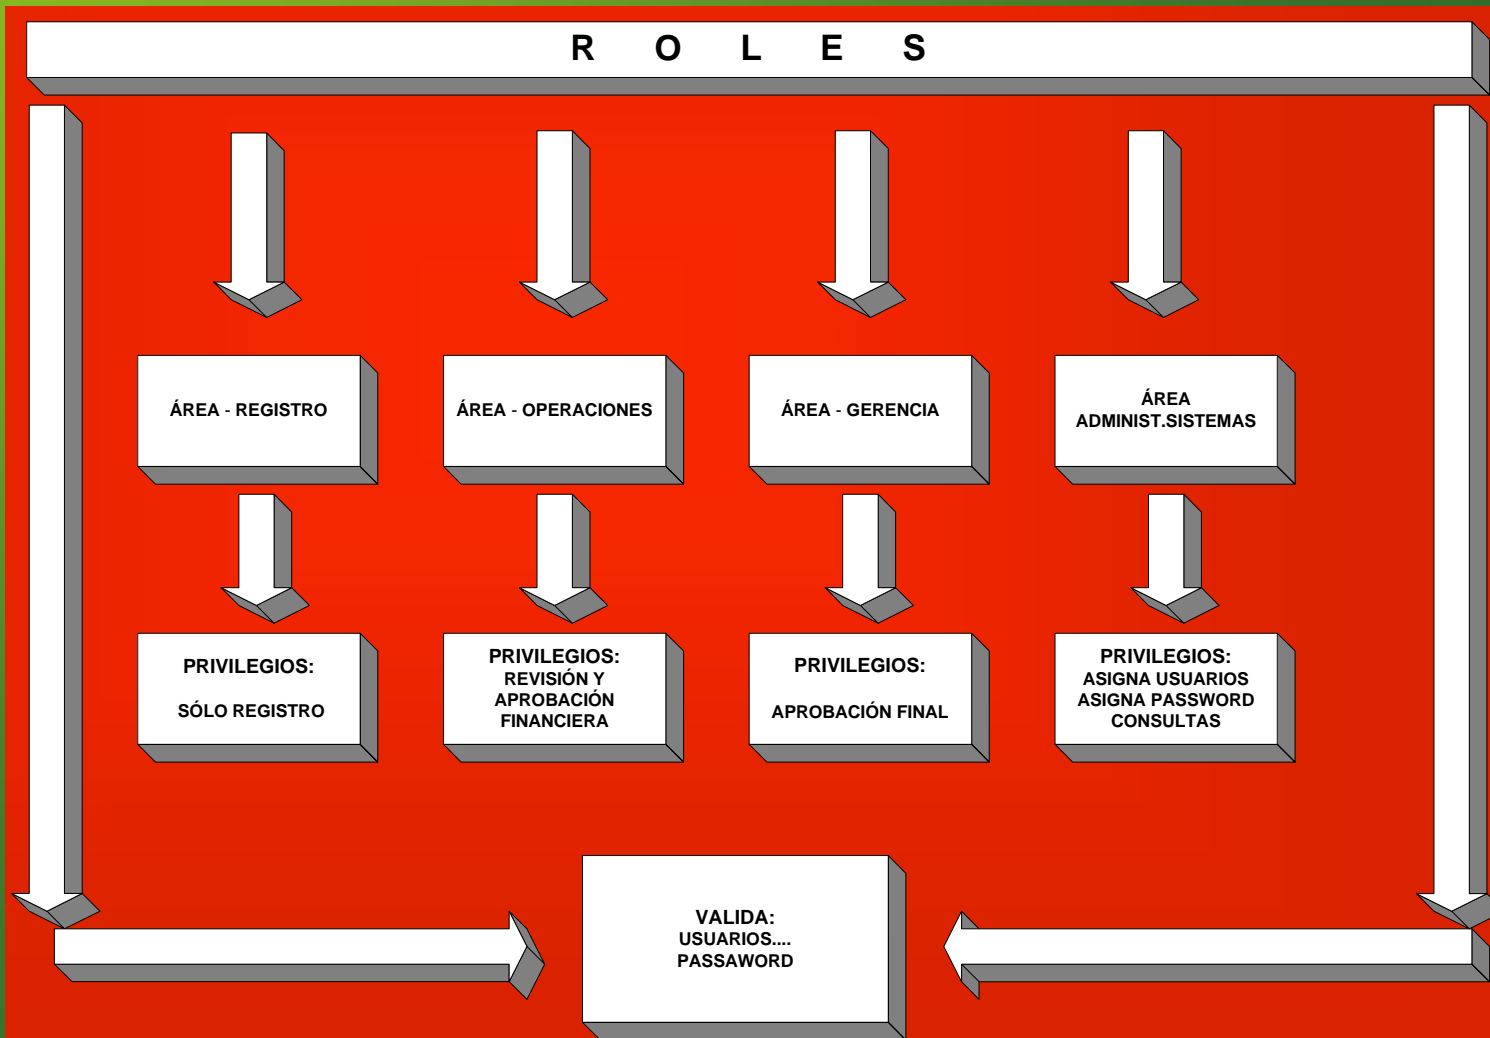 R O L E S
ÁREA - REGISTRO
ÁREA - OPERACIONES
ÁREA - GERENCIA
ÁREA
ADMINIST.SISTEMAS
PRIVILEGIOS:
SÓLO REGISTRO
PRIVILEGIOS:
REVISIÓN Y
APROBACIÓN
FINANCIERA
PRIVILEGIOS:
APROBACIÓN FINAL
PRIVILEGIOS:
ASIGNA USUARIOS
ASIGNA PASSWORD
CONSULTAS
VALIDA:
USUARIOS....
PASSAWORD